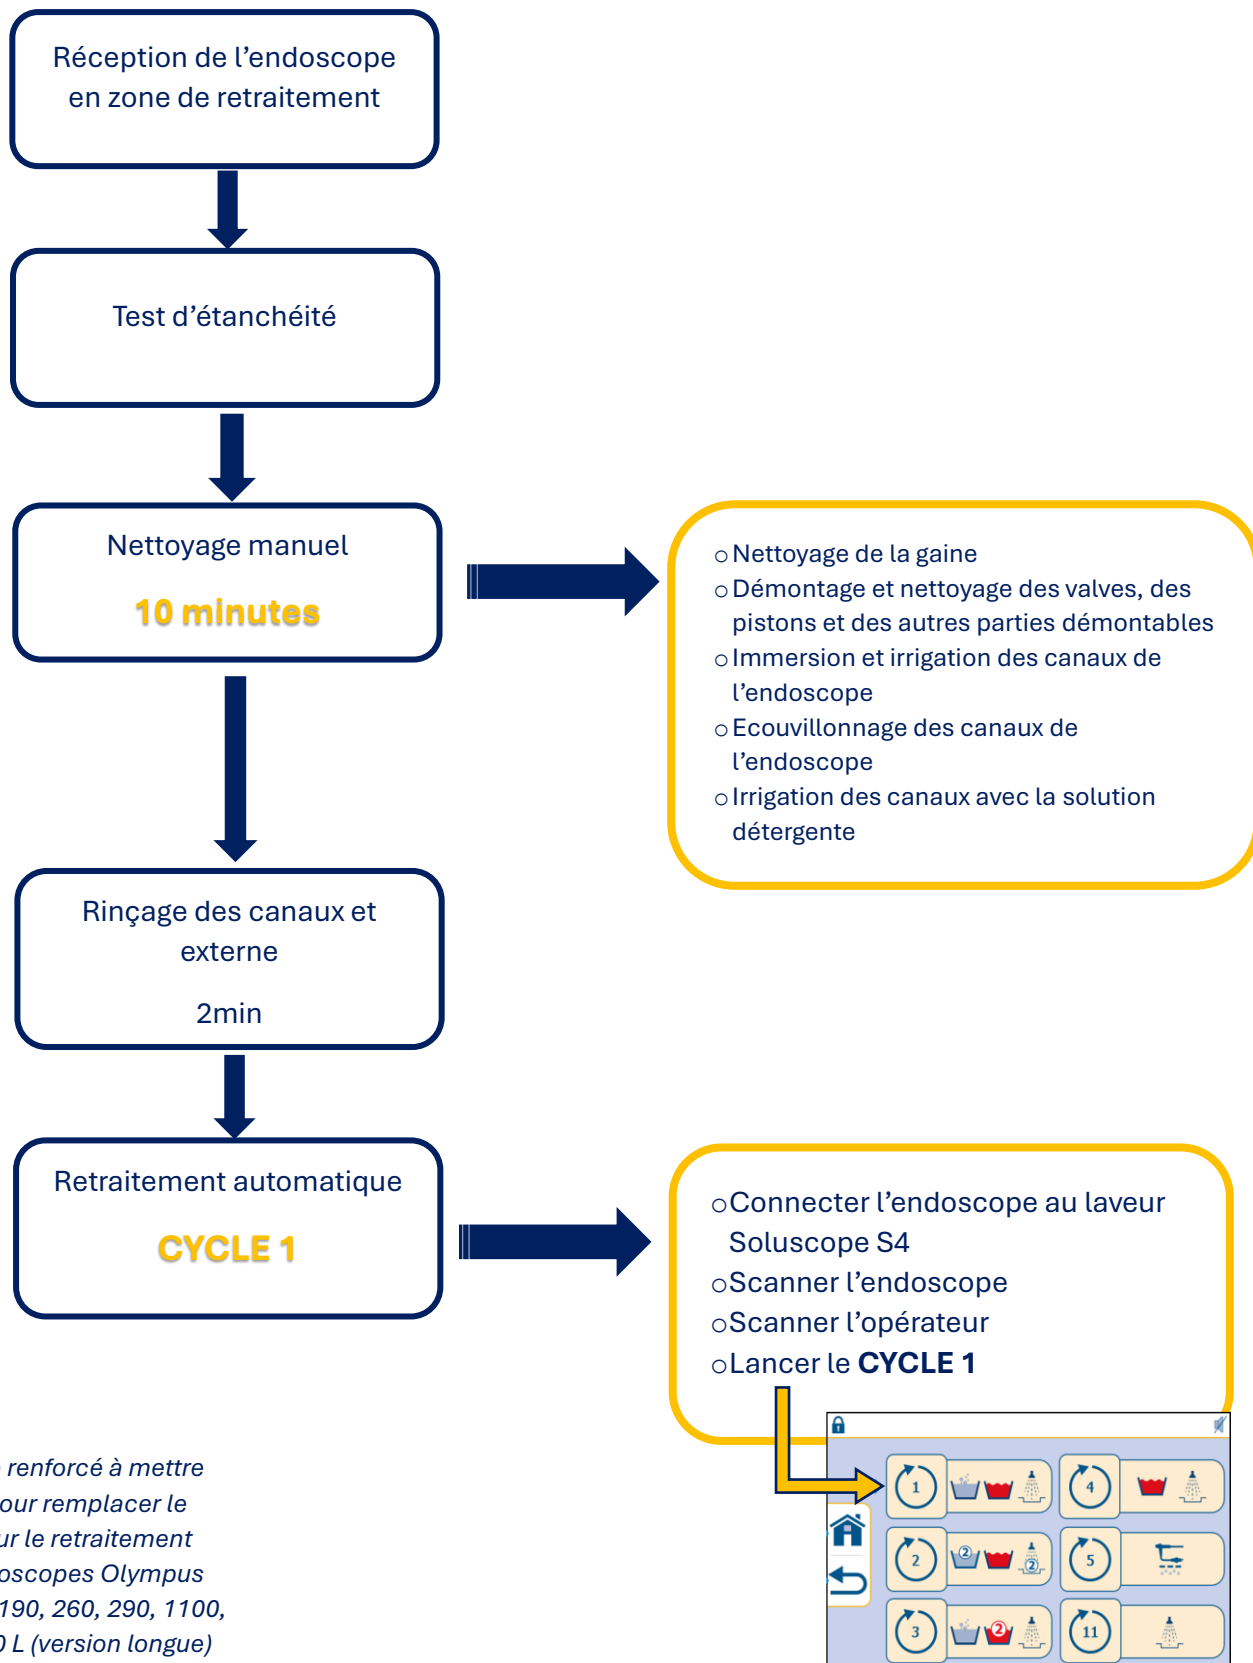 Réception de l’endoscope
en zone de retraitement
Test d’étanchéité
Nettoyage manuel
10 minutes
○ Nettoyage de la gaine
○ Démontage et nettoyage des valves, des
pistons et des autres parties démontables
○ Immersion et irrigation des canaux de
l’endoscope
○ Ecouvillonnage des canaux de
l’endoscope
○ Irrigation des canaux avec la solution
détergente
Rinçage des canaux et
externe
2min
Retraitement automatique
CYCLE 1
○ Connecter l’endoscope au laveur
Soluscope S4
○ Scanner l’endoscope
○ Scanner l’opérateur
○ Lancer le CYCLE 1
renforcé à mettre
our remplacer le
ur le retraitement
oscopes Olympus
190, 260, 290, 1100,
0 L (version longue)
1
4
2
2
2
5
3
2
11